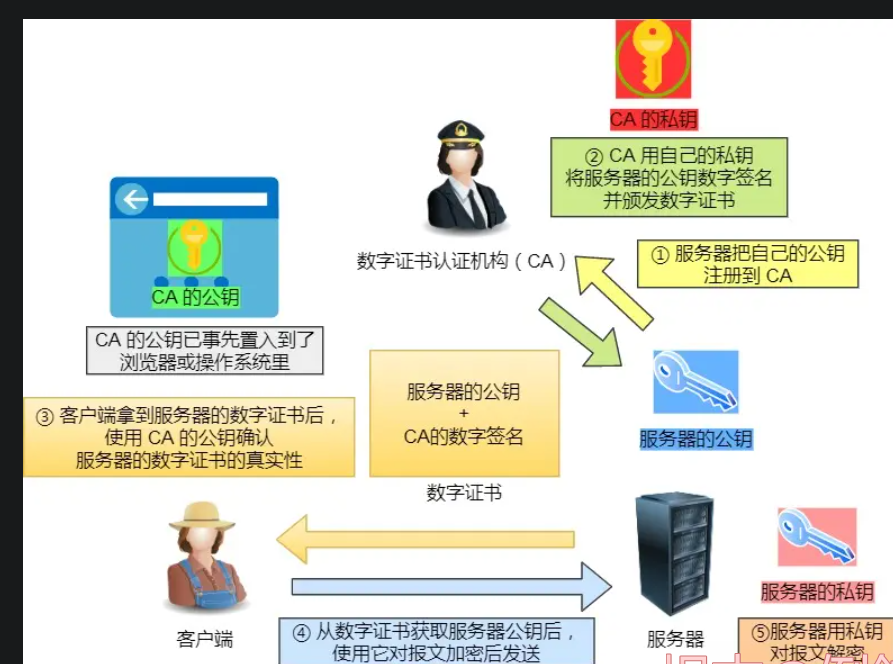 CA 的私钥
② CA 用自己的私钥
将服务器的公钥数字签名
并颁发数字证书
数字证书认证机构（CA）
① 服务器把自己的公钥
注册到 CA
CA 的公钥
CA 的公钥已事先置入到了
浏览器或操作系统里
③ 客户端拿到服务器的数字证书后，
使用 CA 的公钥确认
服务器的数字证书的真实性
服务器的公钥
+
CA的数字签名
数字证书
服务器的公钥
服务器的私钥
客户端
④ 从数字证书获取服务器公钥后，
使用它对报文加密后发送
服务器
⑤服务器用私钥
对报文解密